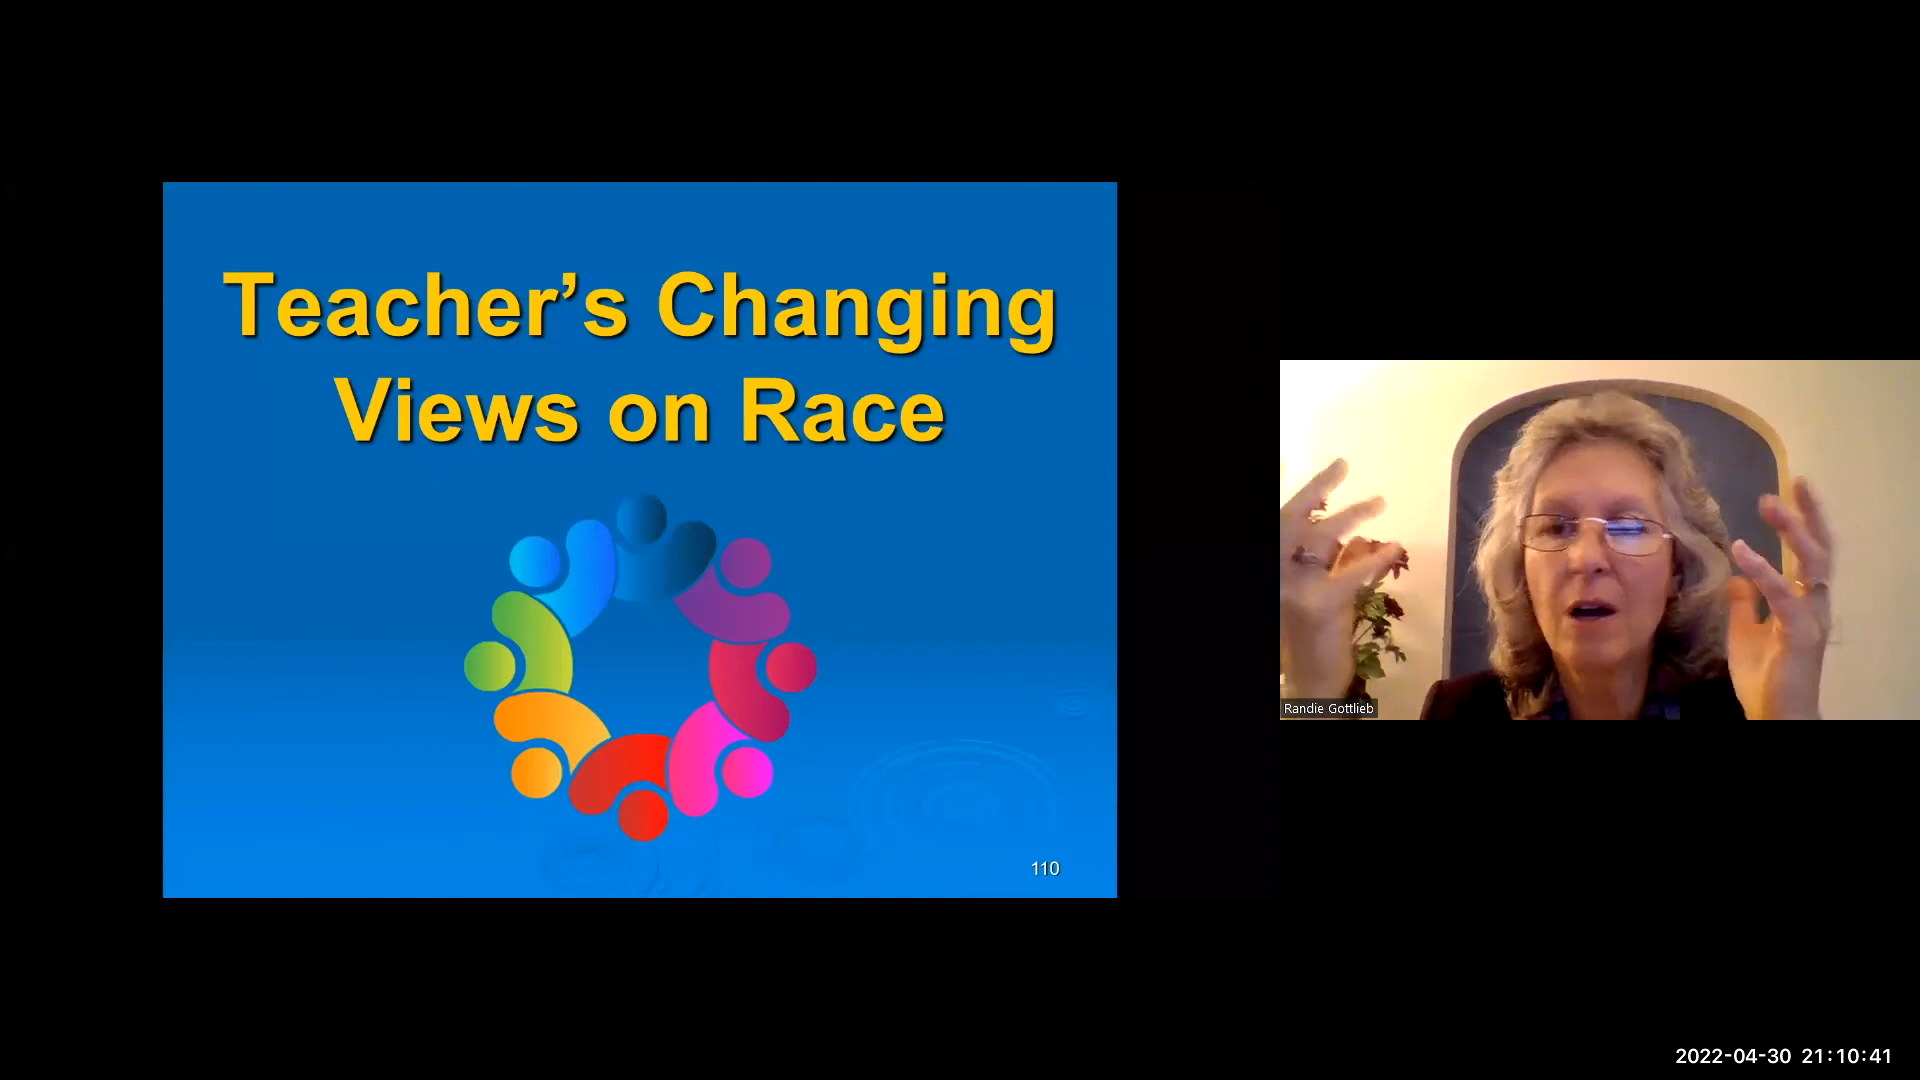 Teacher’s Changing
Views on Race
110
Randie Gottlieb
2022-04-30 21:10:41